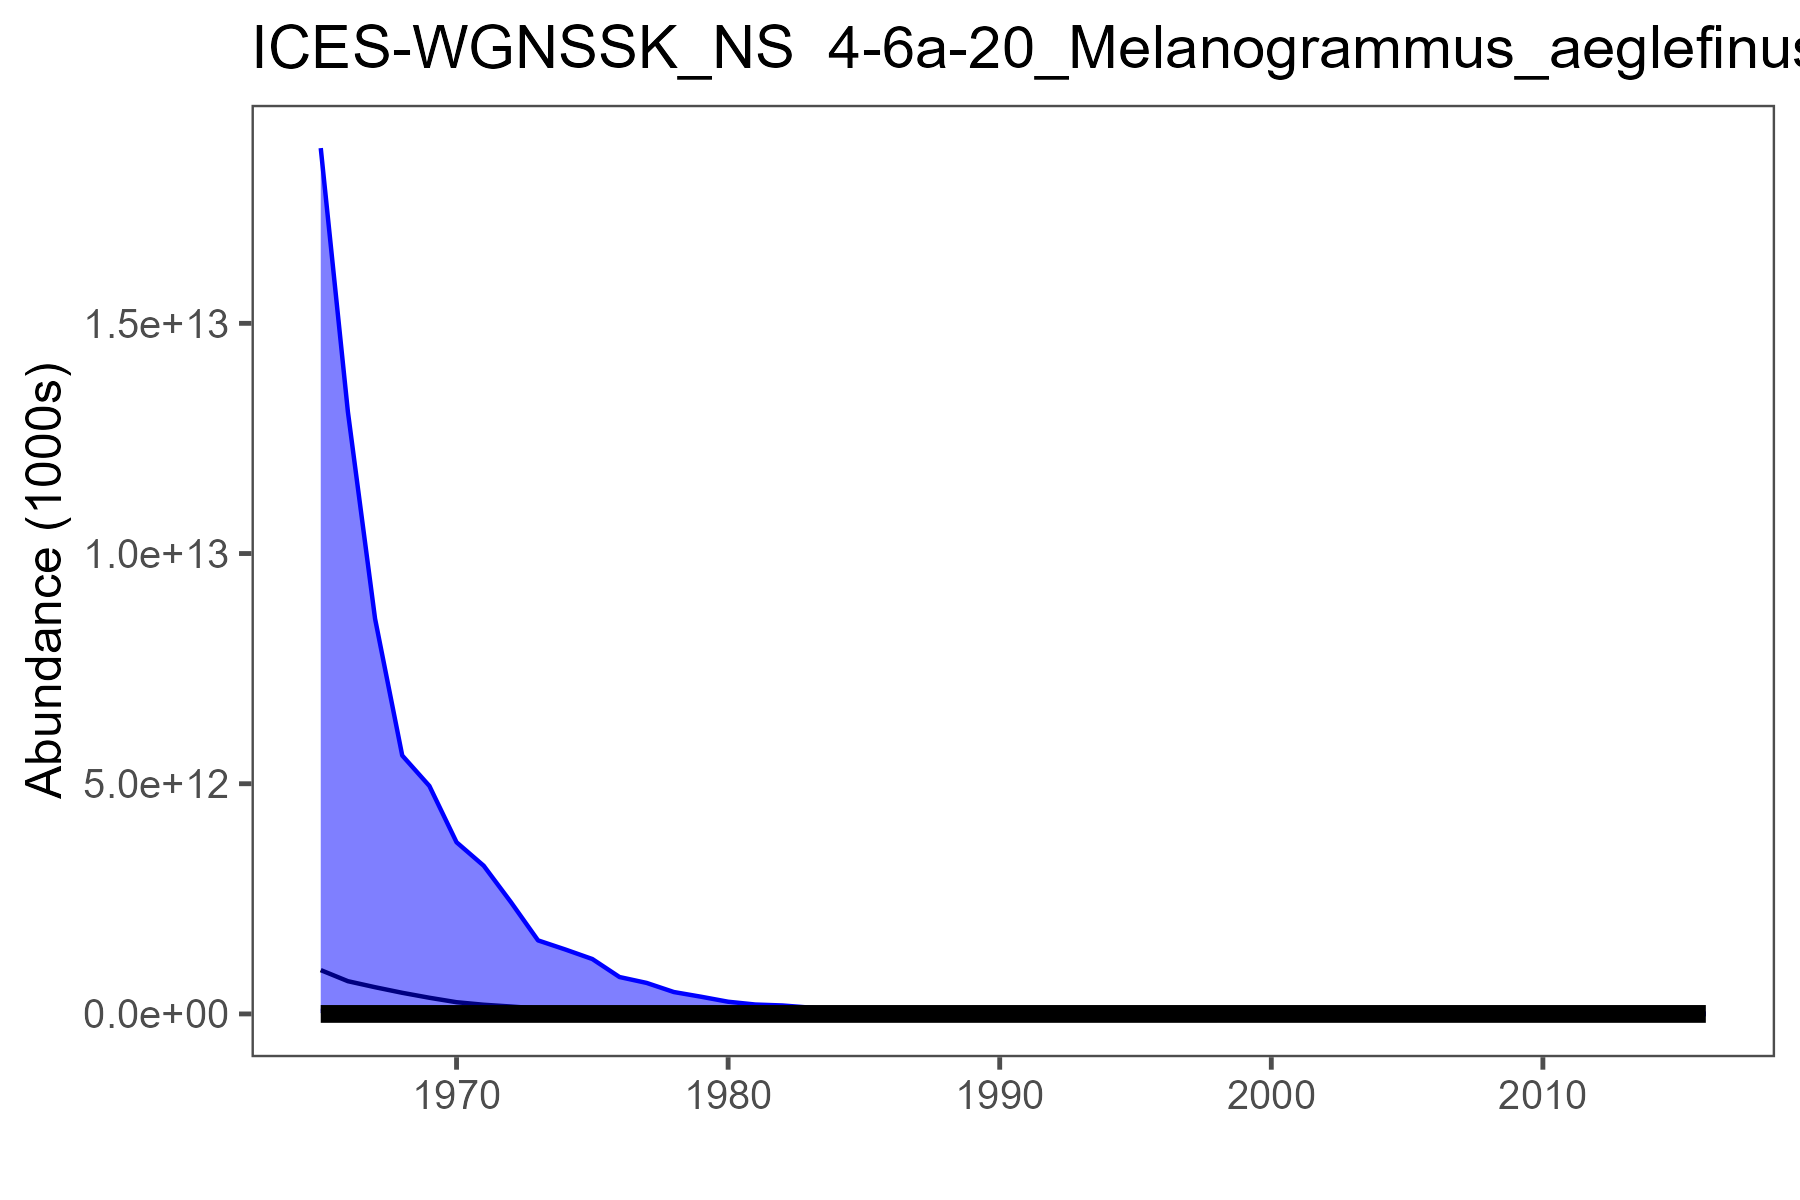 ICES-WGNSSK_NS  4-6a-20_Melanogrammus_aeglefinus
Abundance (1000s)
1.5e+13
1.0e+13
5.0e+12
0.0e+00
1970
1980
1990
2000
2010